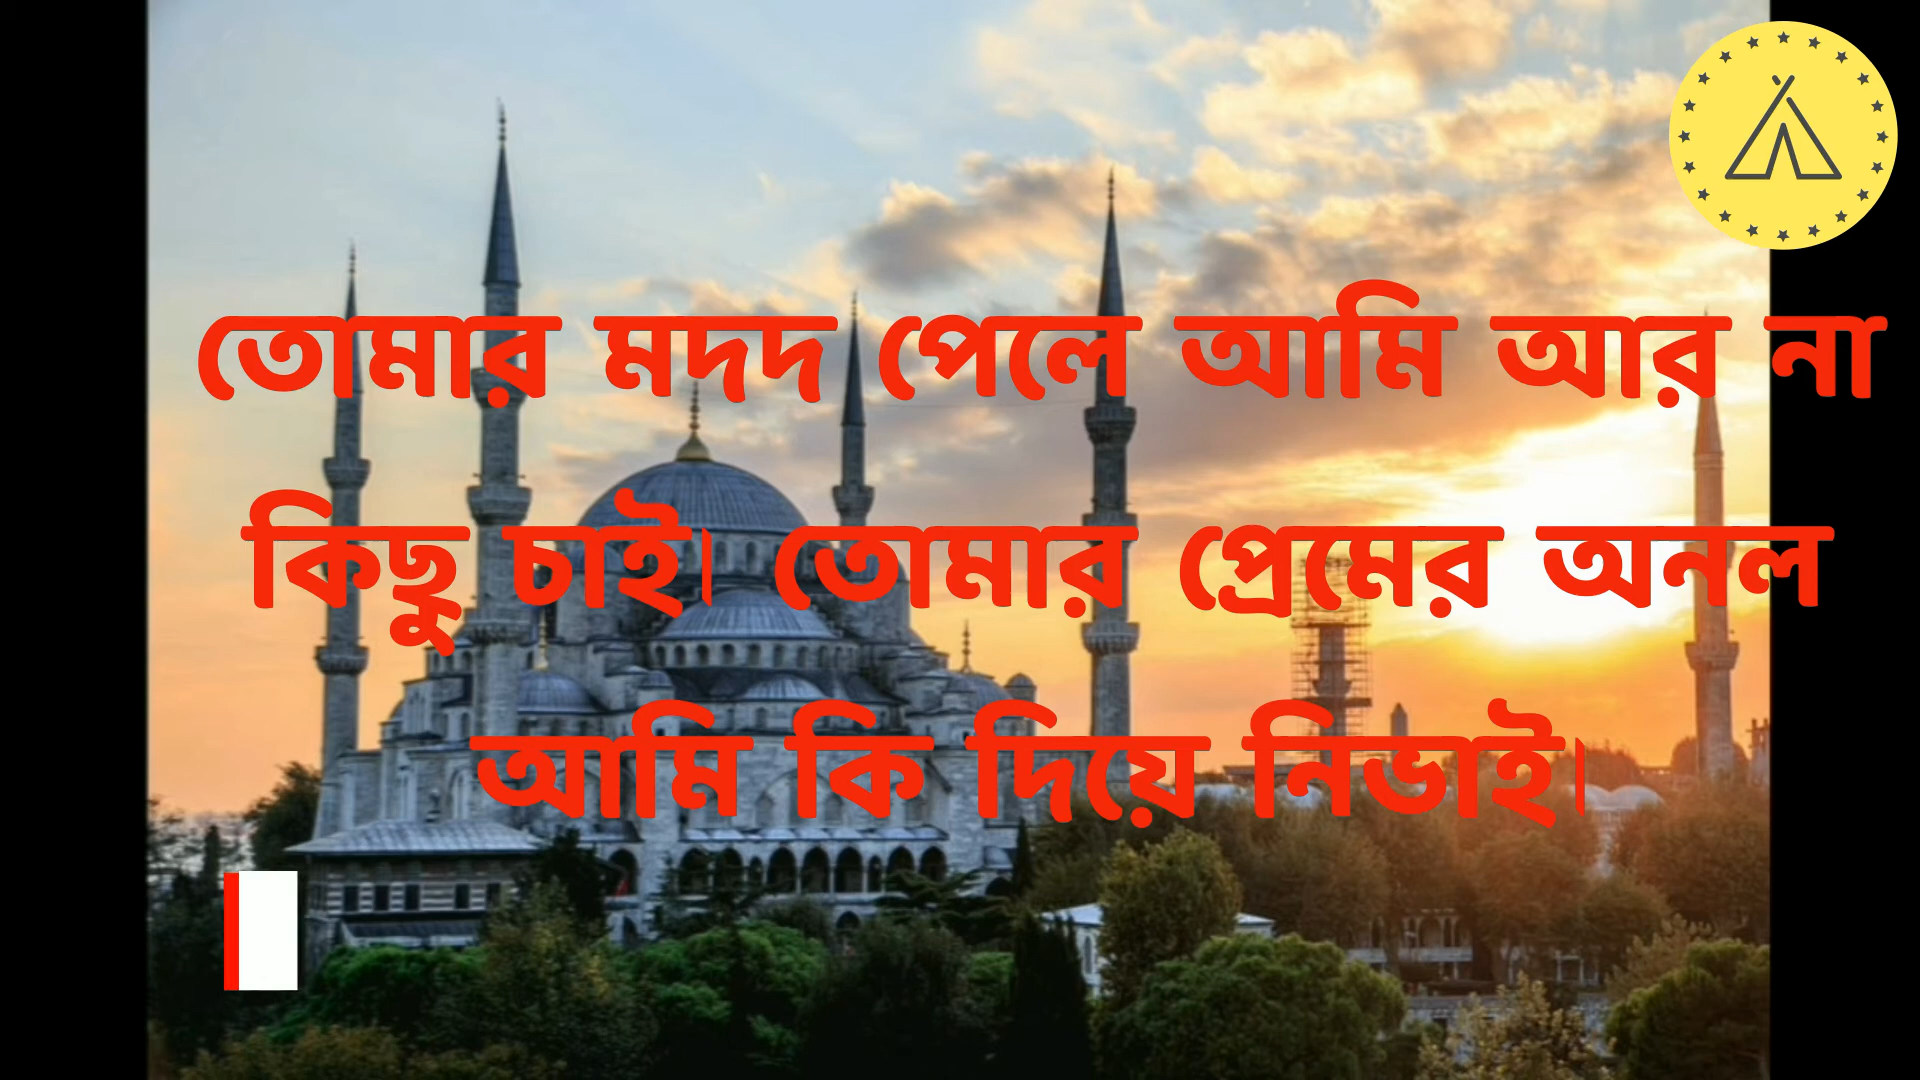 তোমার মদদ পেলে আমি আর না
কিছু চাই। তোমার প্রেমের অনল
আমি কি দিয়ে নিভাই।